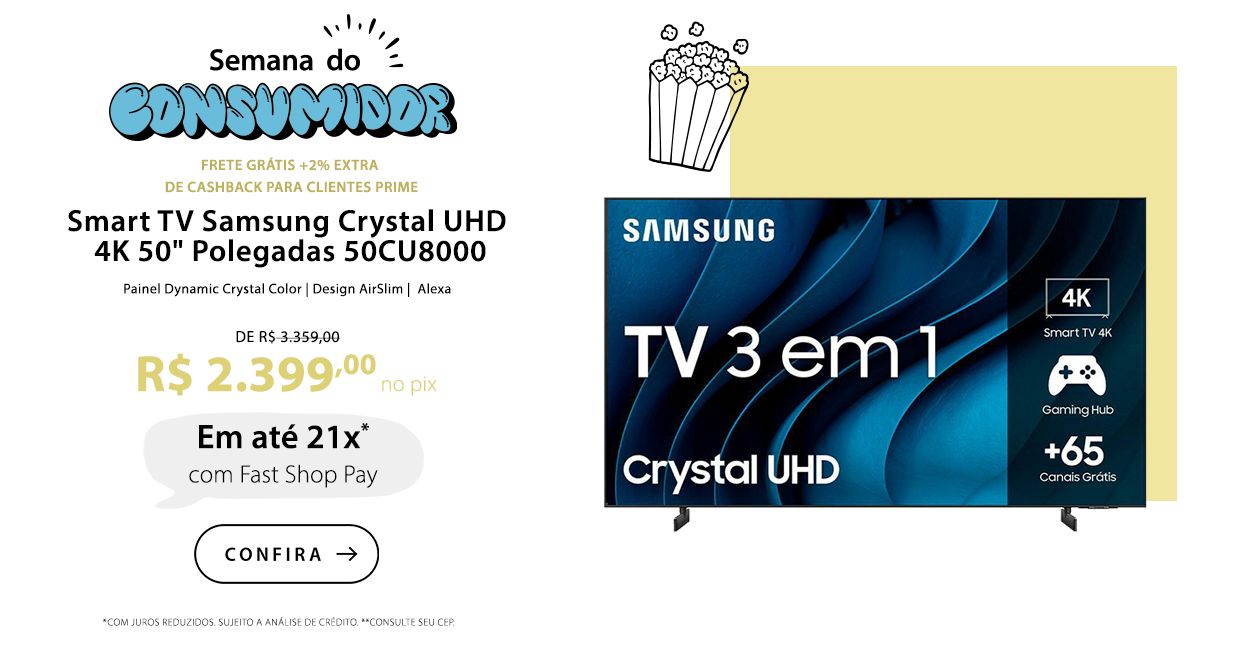 Semana do
CONSUMIDOR
FRETE GRÁTIS +2% EXTRA
DE CASHBACK PARA CLIENTES PRIME
Smart TV Samsung Crystal UHD
4K 50" Polegadas 50CU8000
Painel Dynamic Crystal Color | Design AirSlim | Alexa
DE R$ 3.359,00
R$ 2.399,00 no pix
Em até 21x*
com Fast Shop Pay
CONFIRA →
*COM JUROS REDUZIDOS. SUJEITO A ANÁLISE DE CRÉDITO. **CONSULTE SEU CEP.
SAMSUNG
TV 3 em 1
Crystal UHD
4K
Smart TV 4K
Gaming Hub
+65
Canais Grátis